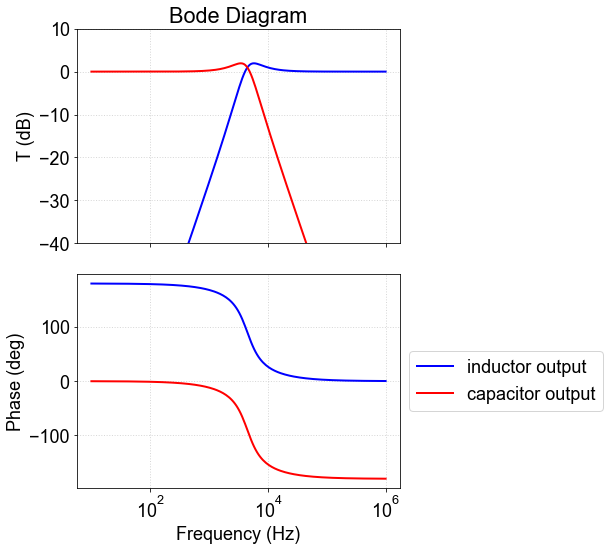 Bode Diagram
T (dB)
10
0
−10
−20
−30
−40
Phase (deg)
100
0
−100
10^2
10^4
10^6
Frequency (Hz)
inductor output
capacitor output